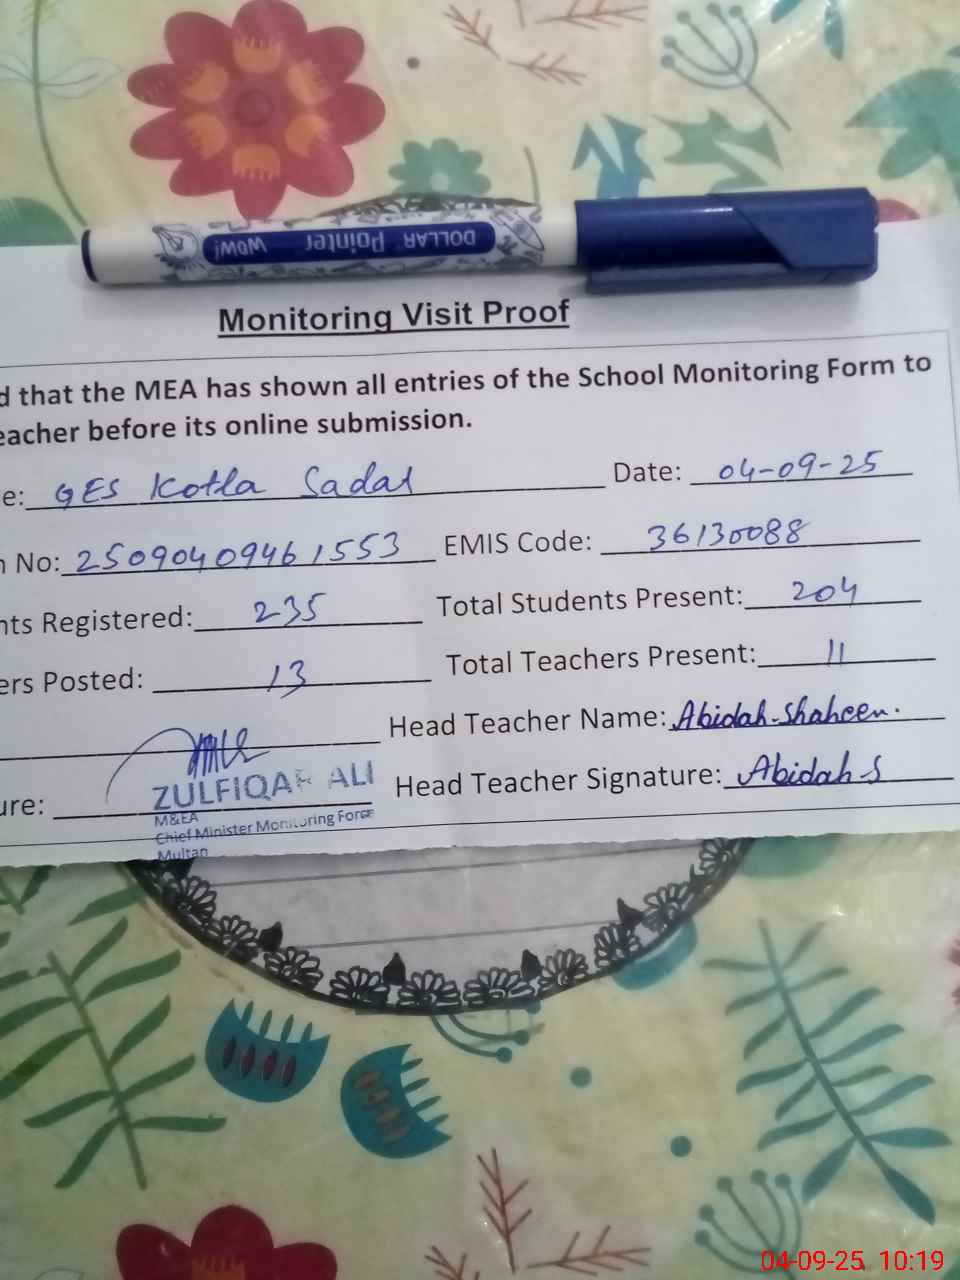 DOLLAR Pointer WOW!
Monitoring Visit Proof
d that the MEA has shown all entries of the School Monitoring Form to
eacher before its online submission.
e: GES Kotla Sadat Date: 04-09-25
n No: 25090409461553 EMIS Code: 36130088
nts Registered: 235 Total Students Present: 204
ers Posted: 13 Total Teachers Present: 11
Head Teacher Name: Abidah Shaheen.
ure: Head Teacher Signature: Abidah S
ZULFIQAR ALI
M&EA
Chief Minister Monitoring Force
Multan
04-09-25, 10:19